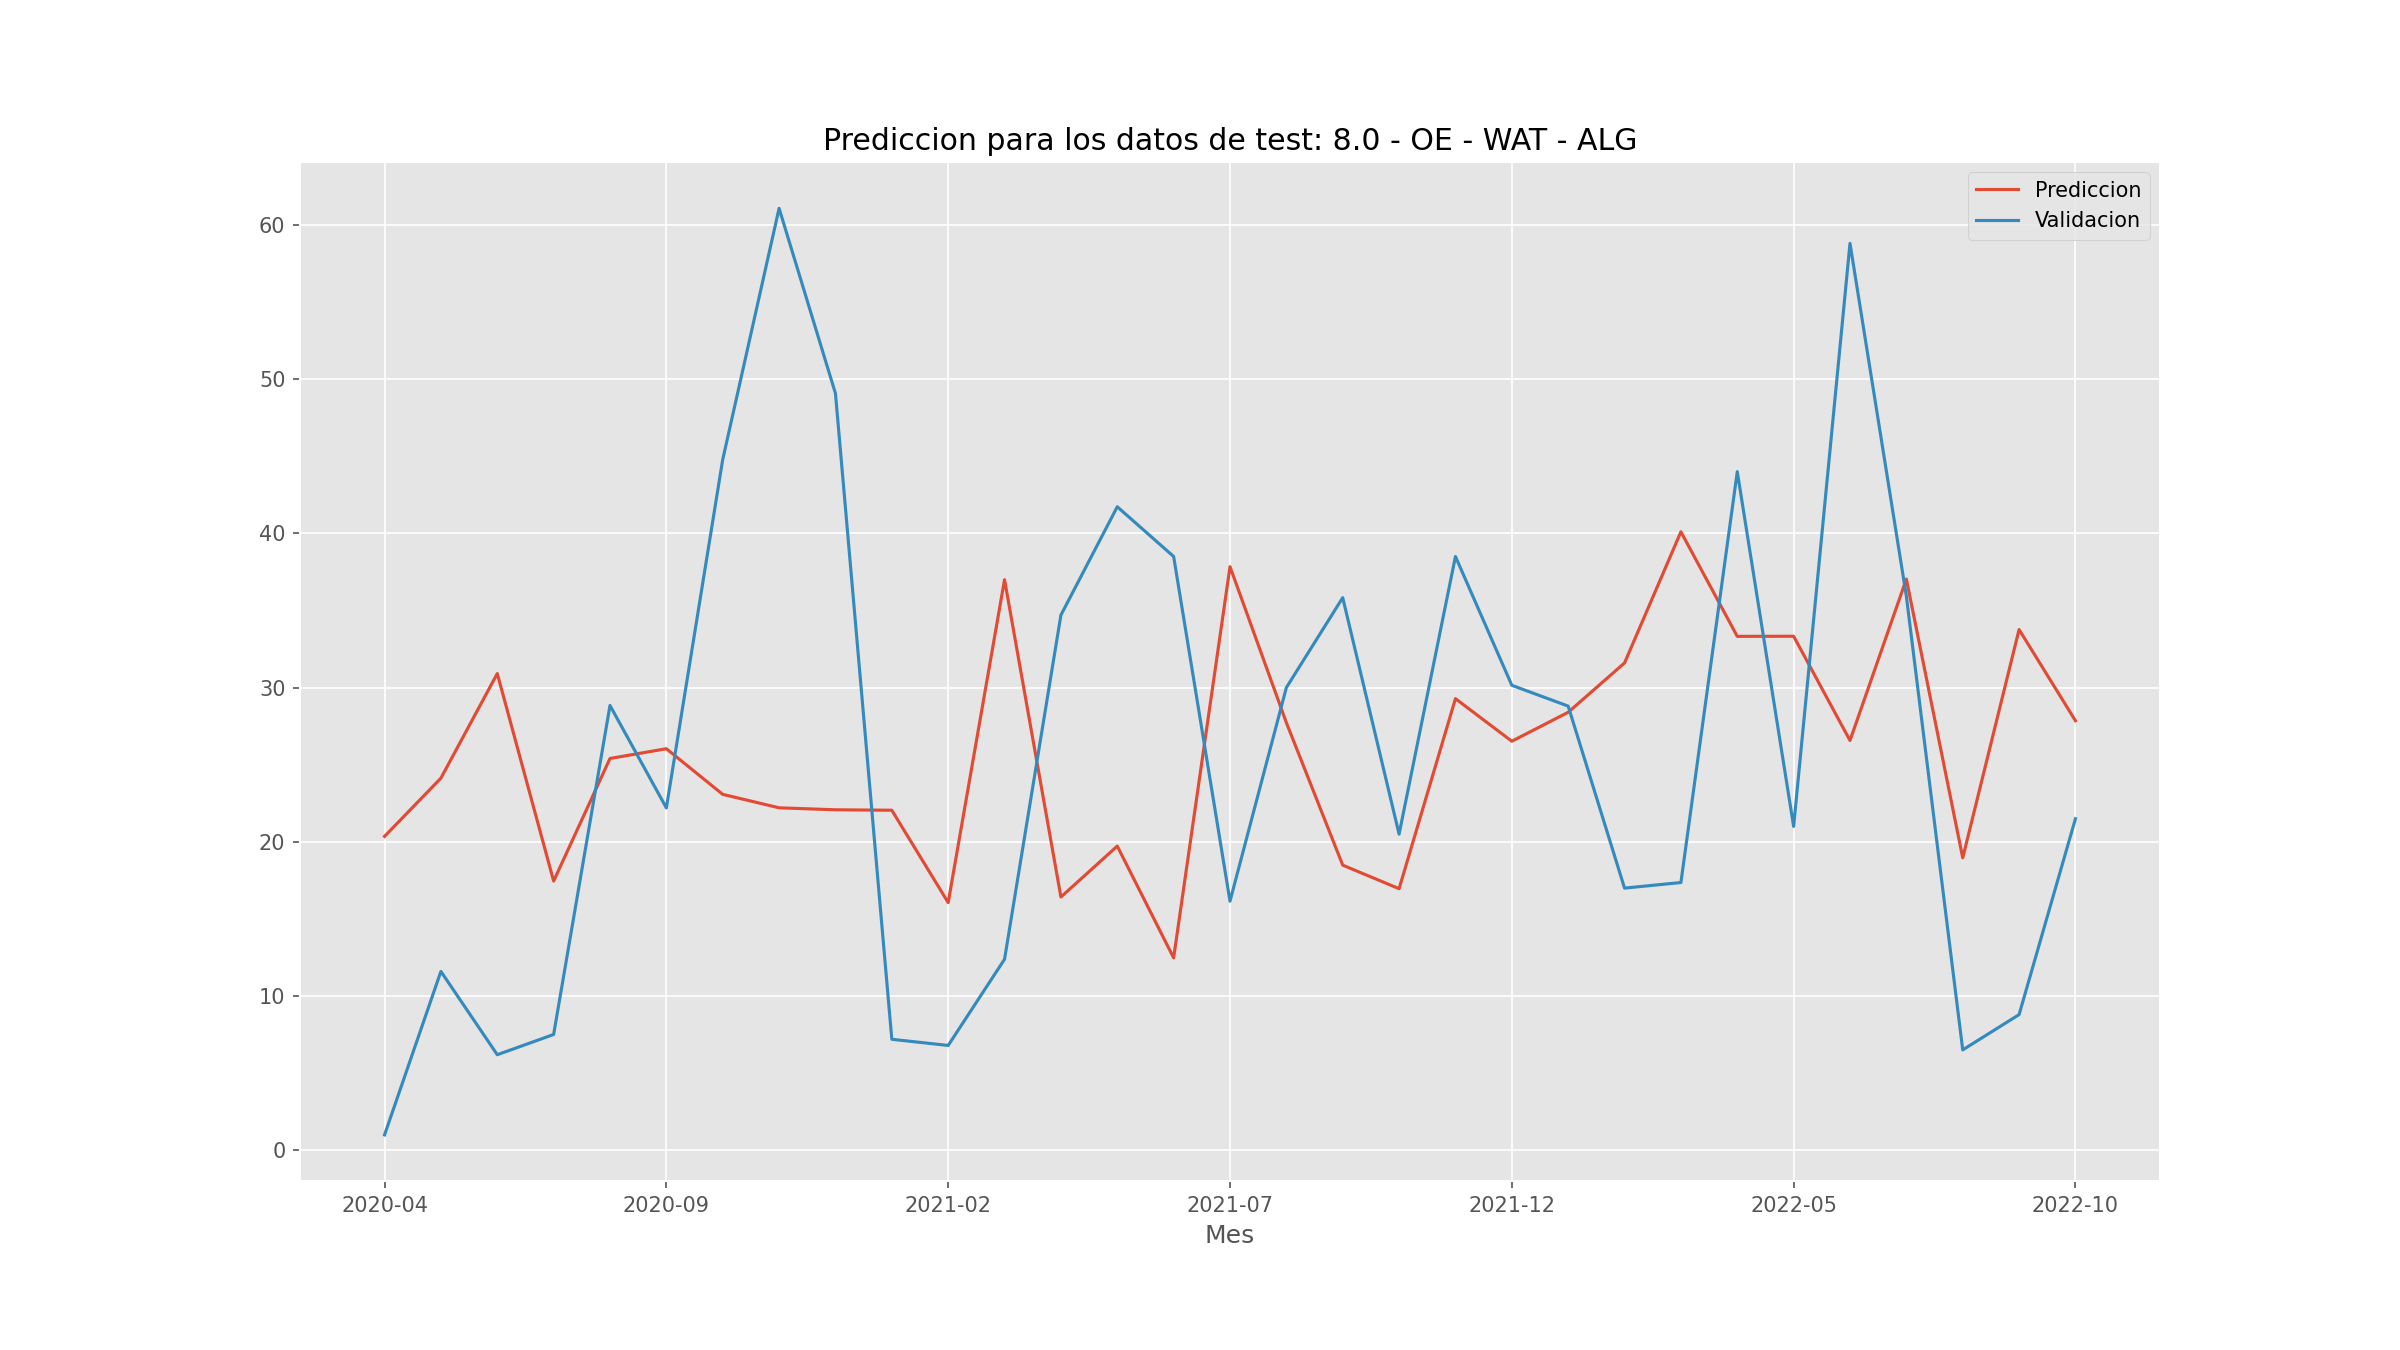 Prediccion para los datos de test: 8.0 - OE - WAT - ALG
Prediccion
Validacion
60
50
40
30
20
10
0
2020-04 2020-09 2021-02 2021-07 2021-12 2022-05 2022-10
Mes